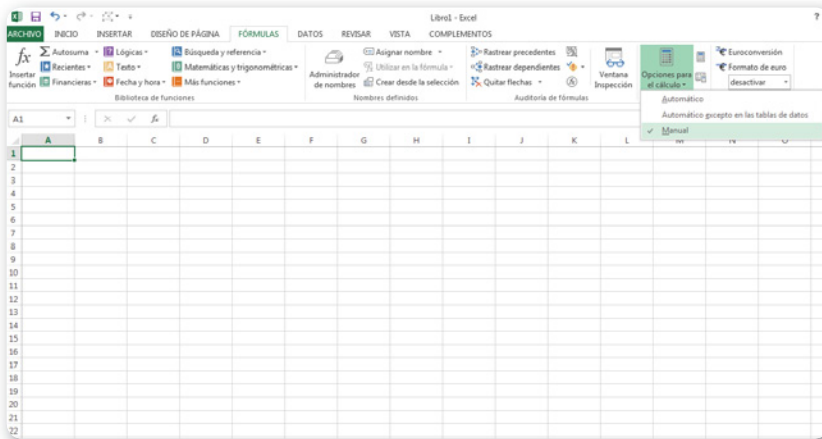 Libro1 - Excel
?
ARCHIVO INICIO INSERTAR DISEÑO DE PÁGINA FÓRMULAS DATOS REVISAR VISTA COMPLEMENTOS
fx Insertar función
Σ Autosuma Lógicas Búsqueda y referencia
Recientes Texto Matemáticas y trigonométricas
Financieras Fecha y hora Más funciones
Biblioteca de funciones
Administrador de nombres
Asignar nombre
Utilizar en la fórmula
Crear desde la selección
Nombres definidos
Rastrear precedentes
Rastrear dependientes
Quitar flechas
Auditoría de fórmulas
Ventana Inspección
Opciones para el cálculo
Euroconversión
Formato de euro
desactivar
Automático
Automático excepto en las tablas de datos
Manual
A1 fx
A B C D E F G H I J K L M N O
1
2
3
4
5
6
7
8
9
10
11
12
13
14
15
16
17
18
19
20
21
22